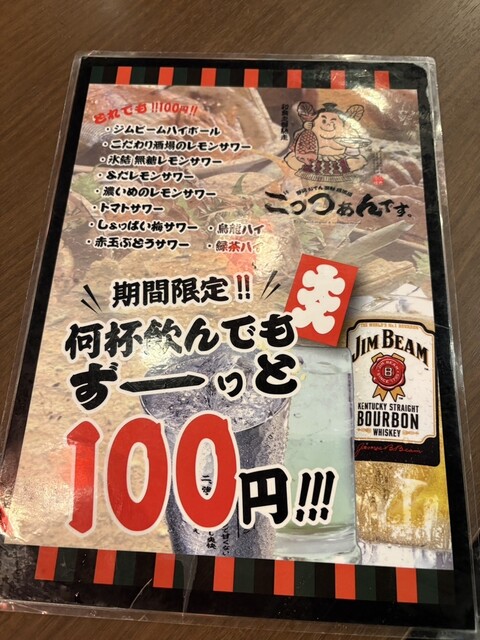 どれでも!!100円!!
・ジムビームハイボール
・こだわり酒場のレモンサワー
・氷結 無糖レモンサワー
・よだレモンサワー
・濃いめのレモンサワー
・トマトサワー
・しょっぱい梅サワー
・赤玉ぶどうサワー
・烏龍ハイ
・緑茶ハイ
ごっつぁんです。
期間限定!!
何杯飲んでも
ずーーっと
100円!!!
JIM BEAM
KENTUCKY STRAIGHT
BOURBON
WHISKEY